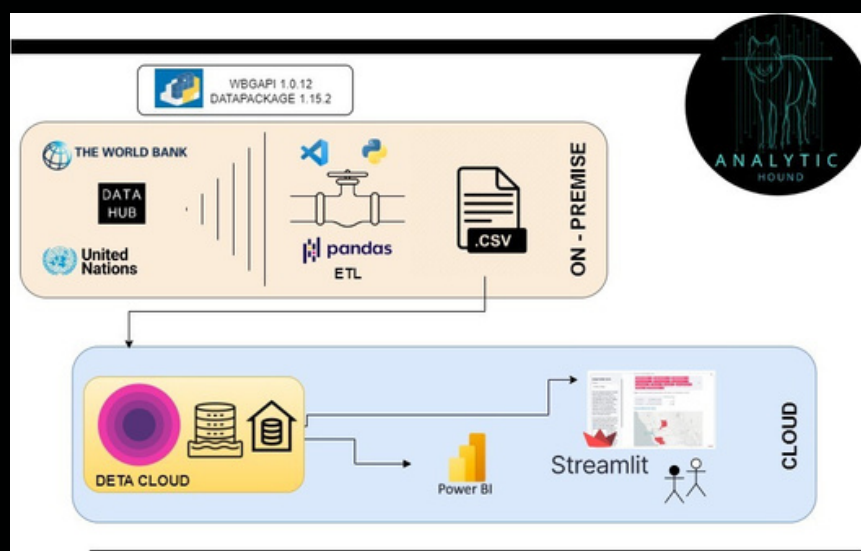 WBGAPI 1.0.12
DATAPACKAGE 1.15.2
ANALYTIC
HOUND
THE WORLD BANK
DATA
HUB
United
Nations
pandas
ETL
.CSV
ON - PREMISE
DETA CLOUD
Power BI
Streamlit
CLOUD